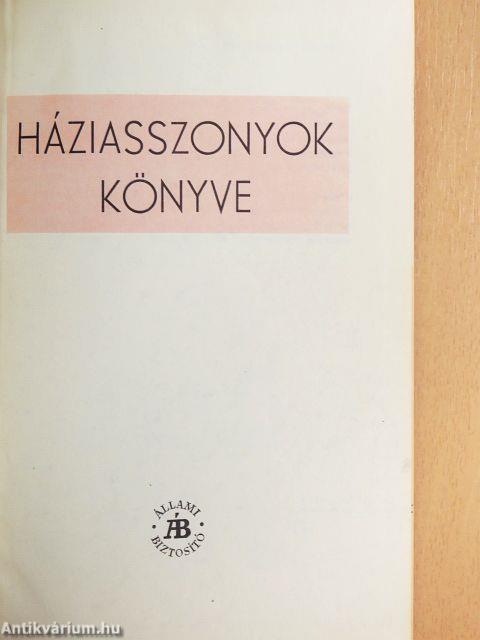 HÁZIASSZONYOK
KÖNYVE
ÁLLAMI
ÁB
BIZTOSÍTÓ
Antikvárium.hu